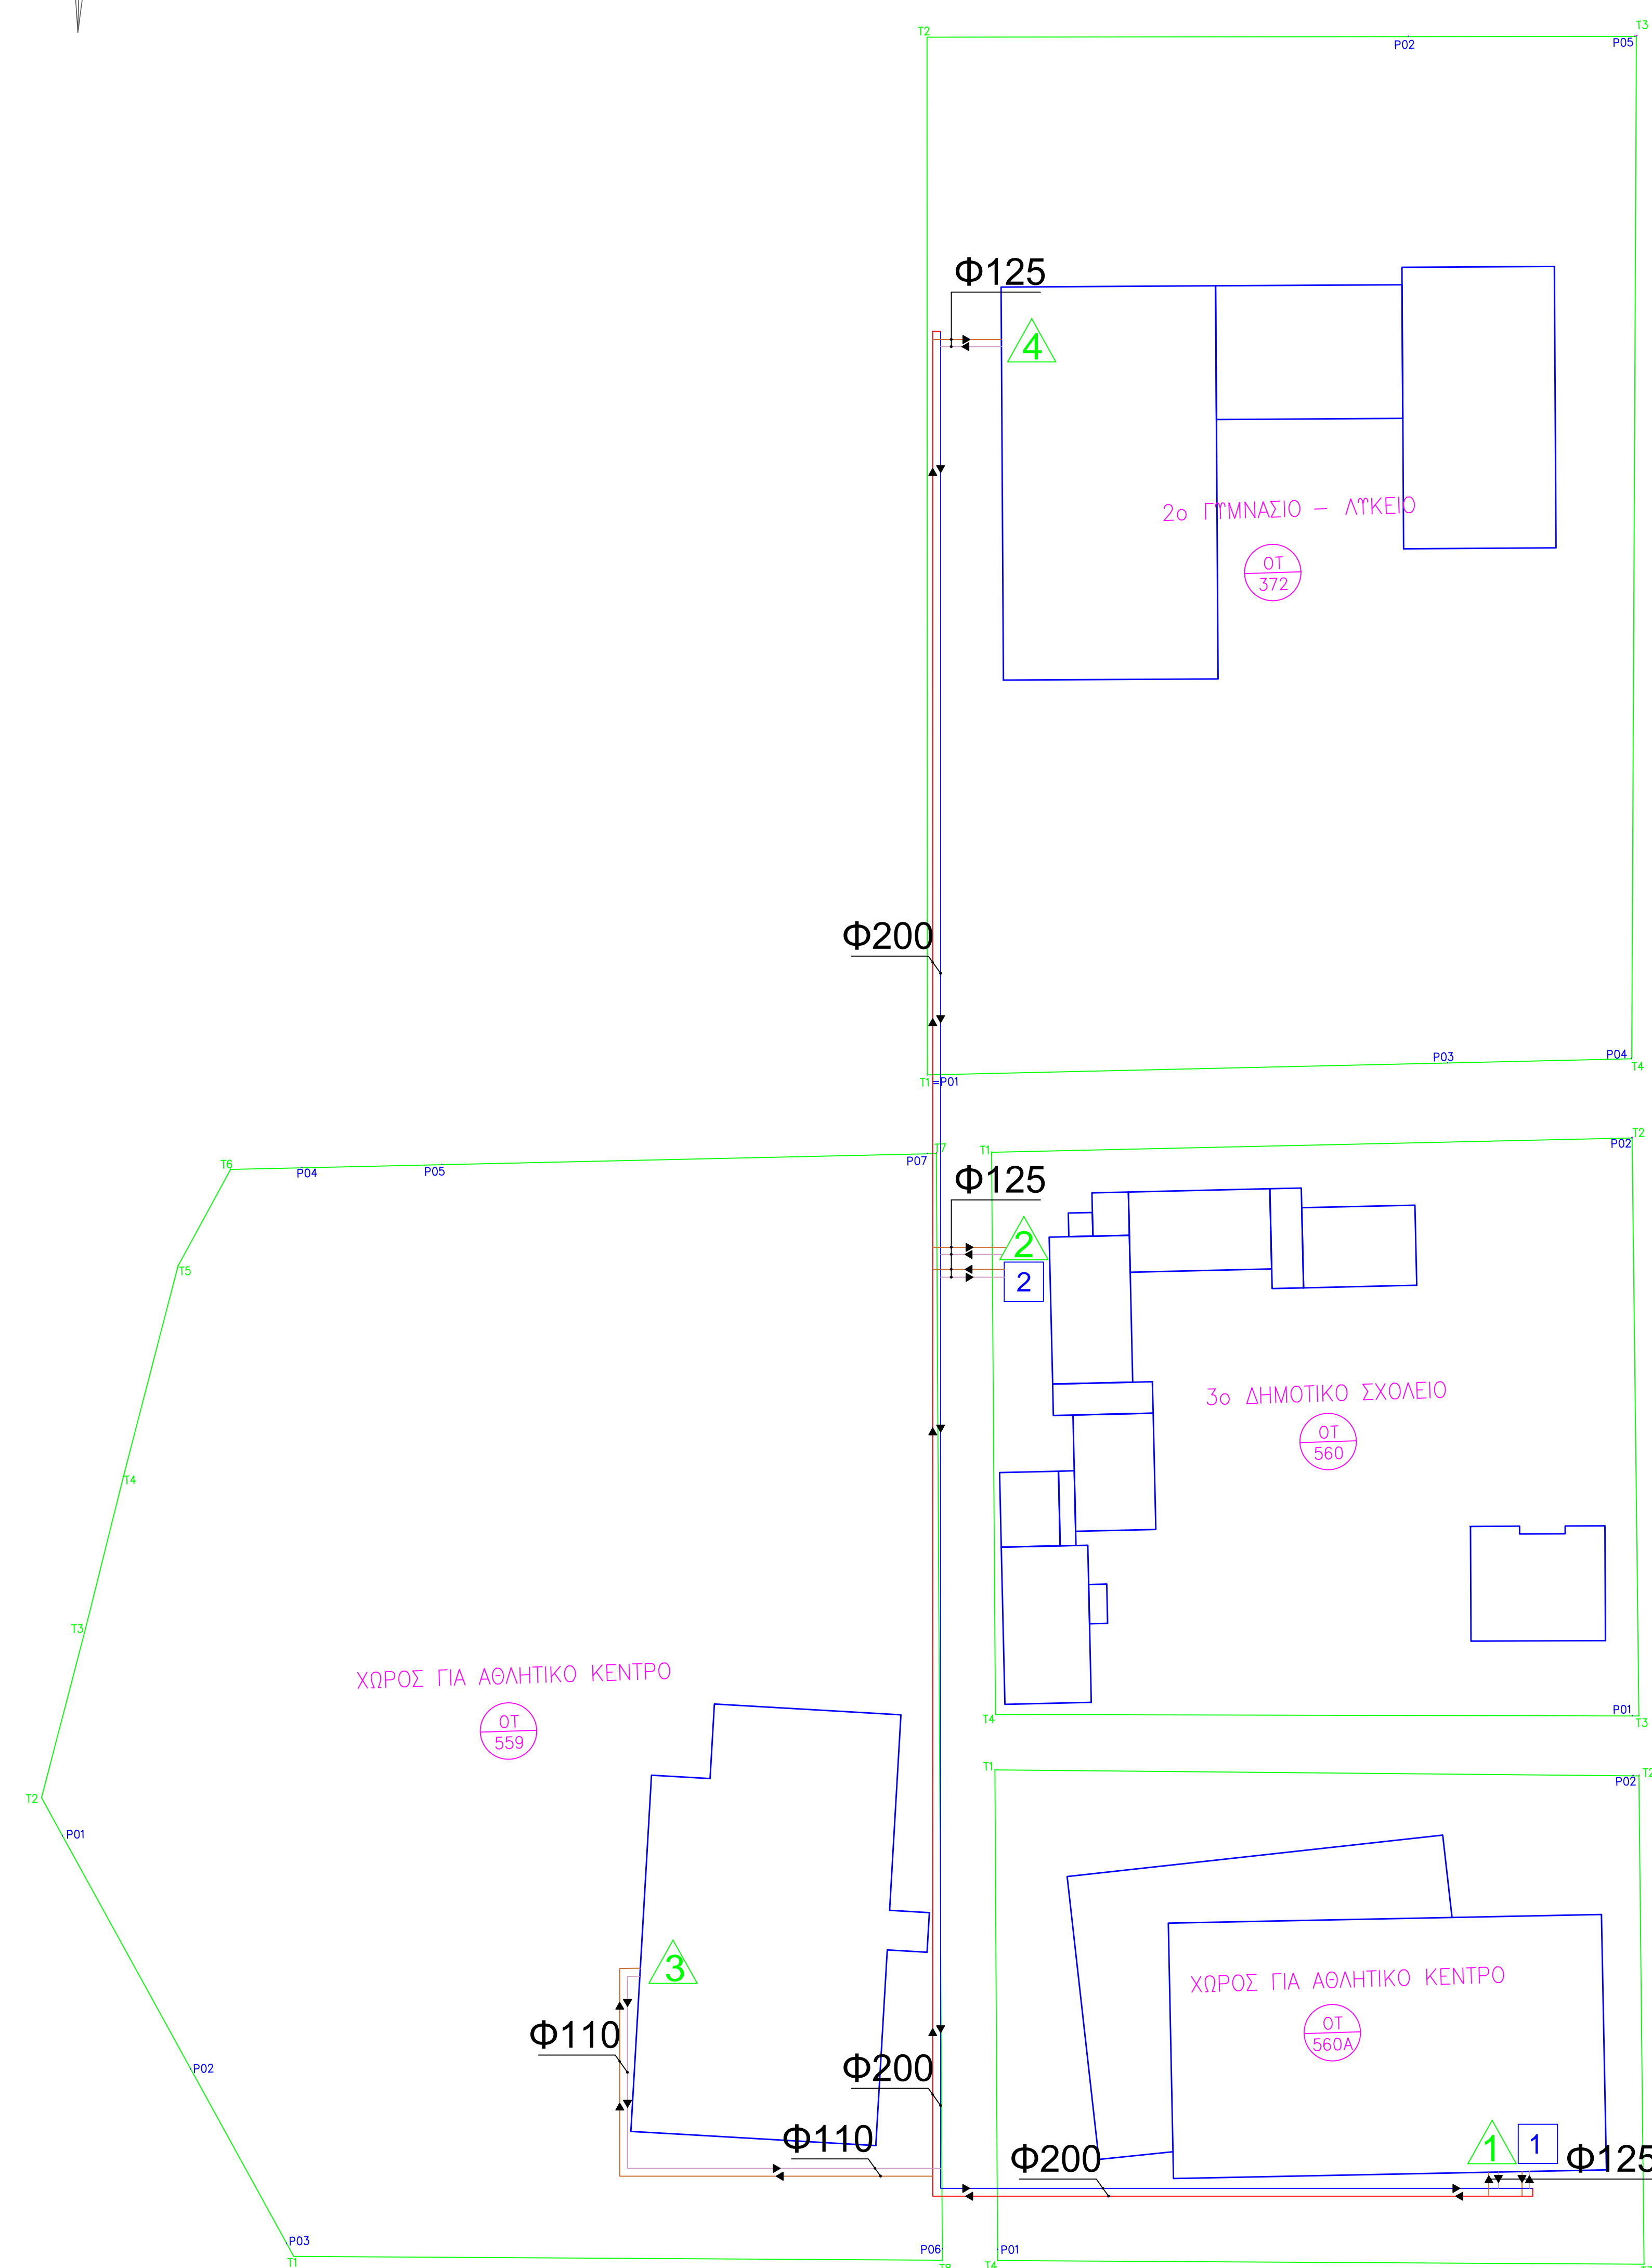 T2
T3
P02
P05
Φ125
4
2ο ΓΥΜΝΑΣΙΟ – ΛΥΚΕΙΟ
ΟΤ
372
Φ200
P03
P04
T4
T1=P01
T2
P02
T7
T1
T6
P04
P05
P07
Φ125
2
2
T5
3ο ΔΗΜΟΤΙΚΟ ΣΧΟΛΕΙΟ
ΟΤ
560
T4
T3
ΧΩΡΟΣ ΓΙΑ ΑΘΛΗΤΙΚΟ ΚΕΝΤΡΟ
ΟΤ
559
T4
P01
T3
T1
T2
P02
T2
P01
3
ΧΩΡΟΣ ΓΙΑ ΑΘΛΗΤΙΚΟ ΚΕΝΤΡΟ
ΟΤ
560Α
Φ110
P02
Φ200
Φ110
Φ200
1
1
Φ125
P03
T1
P06
T8
P01
T4